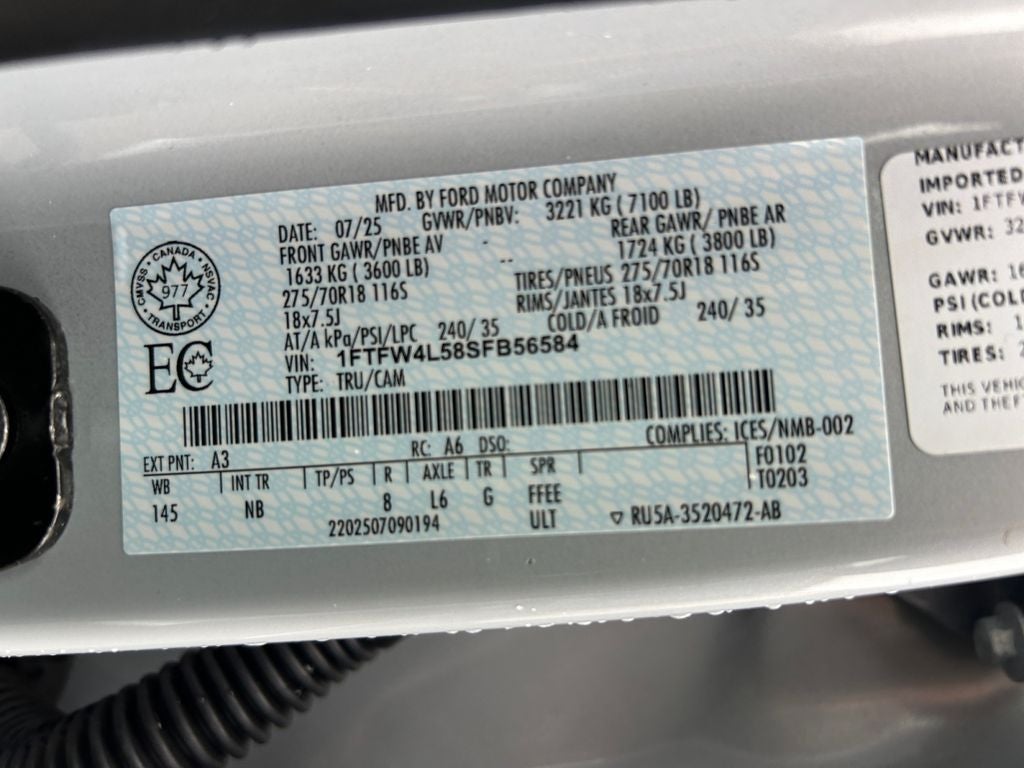 MFD. BY FORD MOTOR COMPANY
DATE: 07/25 GVWR/PNBV: 3221 KG ( 7100 LB)
FRONT GAWR/PNBE AV - REAR GAWR/ PNBE AR
1633 KG ( 3600 LB) -- 1724 KG ( 3800 LB)
275/70R18 116S TIRES/PNEUS 275/70R18 116S
18x7.5J RIMS/JANTES 18x7.5J
AT/A kPa/PSI/LPC 240/ 35 COLD/A FROID 240/ 35
VIN: 1FTFW4L58SFB56584
TYPE: TRU/CAM
CANADA
CMVSS
NSVAC
977
TRANSPORT
EC
EXT PNT: A3 RC: A6 DSO: COMPLIES: ICES/NMB-002
WB INT TR TP/PS R AXLE TR SPR F0102
145 NB 8 L6 G FFEE T0203
2202507090194 ULT RU5A-3520472-AB
MANUFACT
IMPORTED
VIN: 1FTFW
GVWR: 32
GAWR: 16
PSI (COLD
RIMS: 1
TIRES: 2
THIS VEHIC
AND THEFT